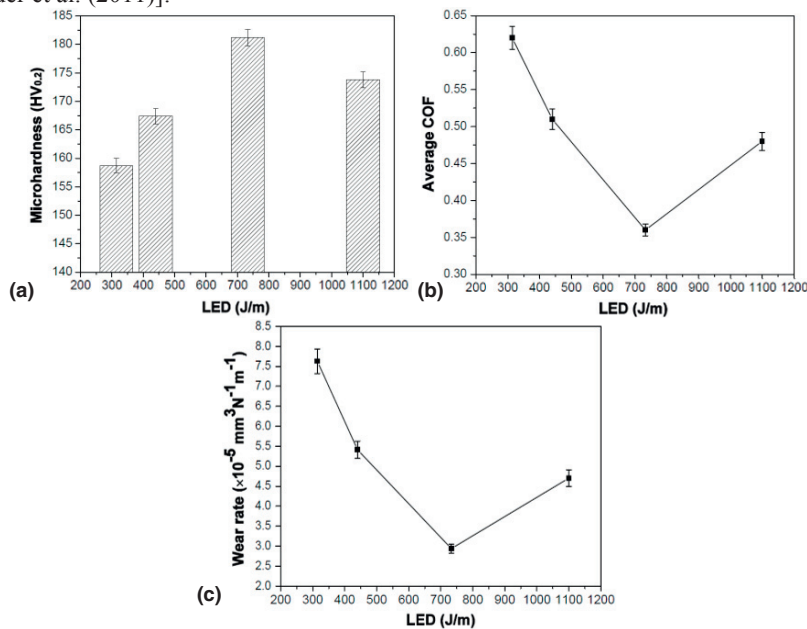 et al. (2011)].
185
180
175
170
165
160
155
150
145
140
Microhardness (HV0.2)
200 300 400 500 600 700 800 900 1000 1100 1200
LED (J/m)
(a)
0.65
0.60
0.55
0.50
0.45
0.40
0.35
0.30
Average COF
200 300 400 500 600 700 800 900 1000 1100 1200
LED (J/m)
(b)
8.5
8.0
7.5
7.0
6.5
6.0
5.5
5.0
4.5
4.0
3.5
3.0
2.5
2.0
Wear rate (×10⁻⁵ mm³N⁻¹m⁻¹)
200 300 400 500 600 700 800 900 1000 1100 1200
LED (J/m)
(c)